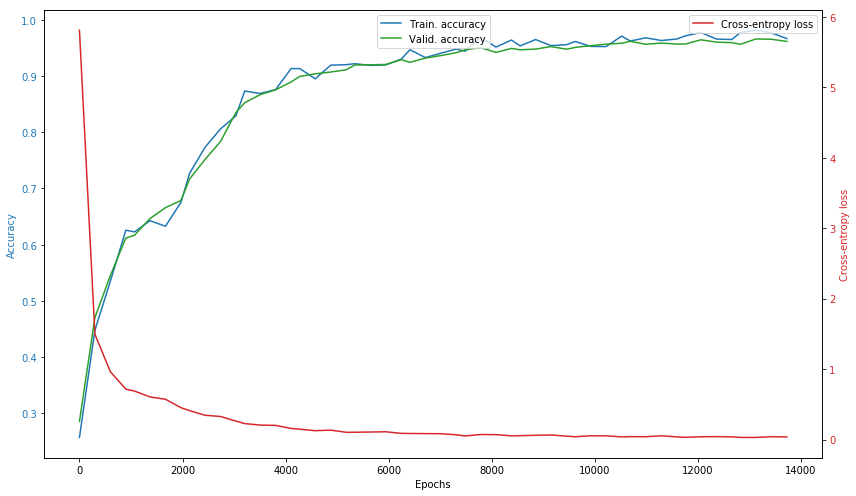 Train. accuracy
Valid. accuracy
Cross-entropy loss
1.0
0.9
0.8
0.7
0.6
0.5
0.4
0.3
Accuracy
6
5
4
3
2
1
0
Cross-entropy loss
0 2000 4000 6000 8000 10000 12000 14000
Epochs